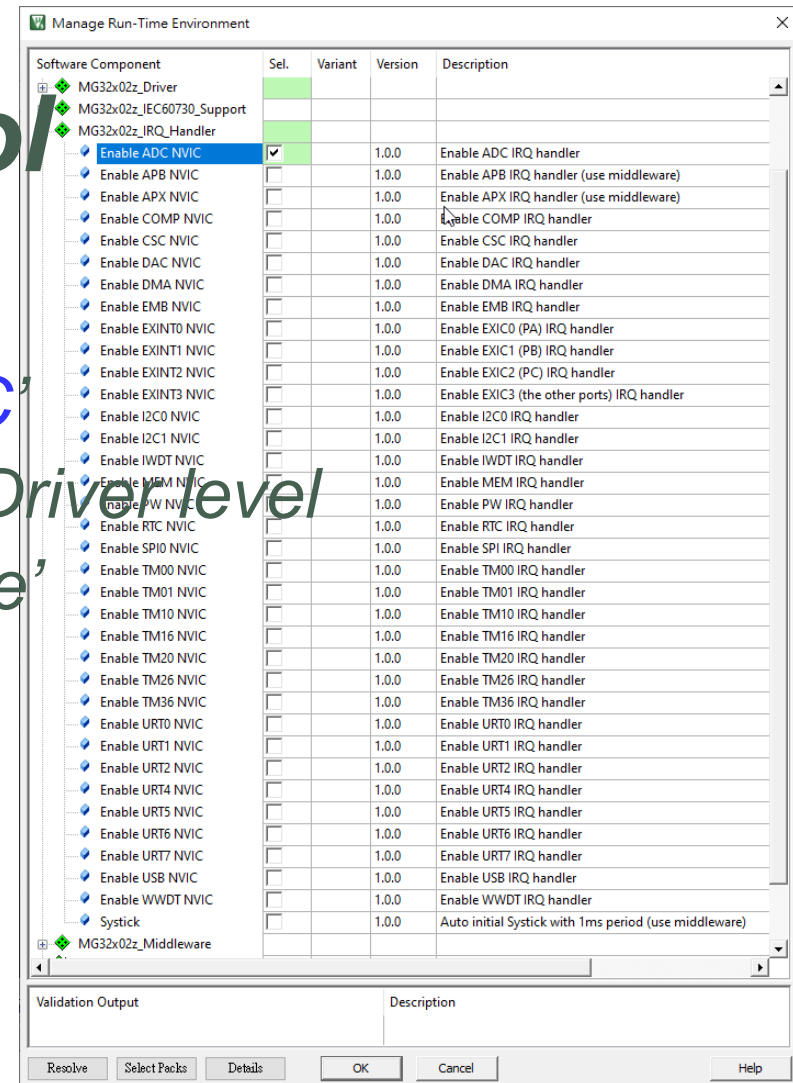 Manage Run-Time Environment
Software Component Sel. Variant Version Description
MG32x02z_Driver
MG32x02z_IEC60730_Support
ol
MG32x02z_IRQ_Handler
Enable ADC NVIC 1.0.0 Enable ADC IRQ handler
Enable APB NVIC 1.0.0 Enable APB IRQ handler (use middleware)
Enable APX NVIC 1.0.0 Enable APX IRQ handler (use middleware)
Enable COMP NVIC 1.0.0 Enable COMP IRQ handler
Enable CSC NVIC 1.0.0 Enable CSC IRQ handler
Enable DAC NVIC 1.0.0 Enable DAC IRQ handler
Enable DMA NVIC 1.0.0 Enable DMA IRQ handler
Enable EMB NVIC 1.0.0 Enable EMB IRQ handler
Enable EXINT0 NVIC 1.0.0 Enable EXIC0 (PA) IRQ handler
Enable EXINT1 NVIC 1.0.0 Enable EXIC1 (PB) IRQ handler
Enable EXINT2 NVIC 1.0.0 Enable EXIC2 (PC) IRQ handler
Enable EXINT3 NVIC 1.0.0 Enable EXIC3 (the other ports) IRQ handler
C’
Enable I2C0 NVIC 1.0.0 Enable I2C0 IRQ handler
Enable I2C1 NVIC 1.0.0 Enable I2C1 IRQ handler
Enable IWDT NVIC 1.0.0 Enable IWDT IRQ handler
Enable MEM NVIC 1.0.0 Enable MEM IRQ handler
Driver level
Enable PW NVIC 1.0.0 Enable PW IRQ handler
Enable RTC NVIC 1.0.0 Enable RTC IRQ handler
Enable SPI0 NVIC 1.0.0 Enable SPI IRQ handler
Enable TM00 NVIC 1.0.0 Enable TM00 IRQ handler
e’
Enable TM01 NVIC 1.0.0 Enable TM01 IRQ handler
Enable TM10 NVIC 1.0.0 Enable TM10 IRQ handler
Enable TM16 NVIC 1.0.0 Enable TM16 IRQ handler
Enable TM20 NVIC 1.0.0 Enable TM20 IRQ handler
Enable TM26 NVIC 1.0.0 Enable TM26 IRQ handler
Enable TM36 NVIC 1.0.0 Enable TM36 IRQ handler
Enable URT0 NVIC 1.0.0 Enable URT0 IRQ handler
Enable URT1 NVIC 1.0.0 Enable URT1 IRQ handler
Enable URT2 NVIC 1.0.0 Enable URT2 IRQ handler
Enable URT4 NVIC 1.0.0 Enable URT4 IRQ handler
Enable URT5 NVIC 1.0.0 Enable URT5 IRQ handler
Enable URT6 NVIC 1.0.0 Enable URT6 IRQ handler
Enable URT7 NVIC 1.0.0 Enable URT7 IRQ handler
Enable USB NVIC 1.0.0 Enable USB IRQ handler
Enable WWDT NVIC 1.0.0 Enable WWDT IRQ handler
Systick 1.0.0 Auto initial Systick with 1ms period (use middleware)
MG32x02z_Middleware
Validation Output Description
Resolve Select Packs Details OK Cancel Help